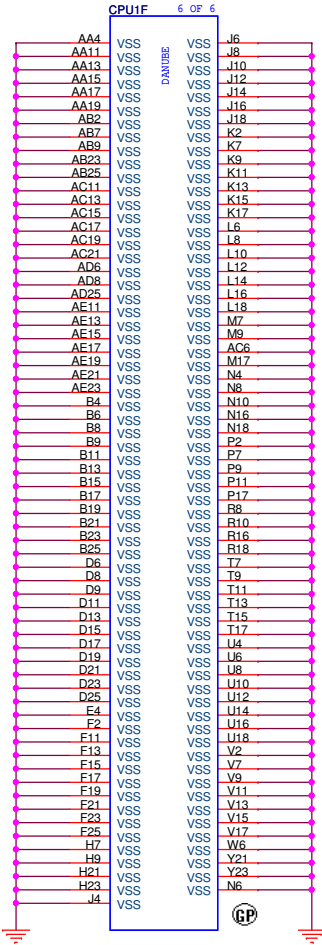 CPU1F 6 OF 6
DANUBE
AA4 VSS VSS J6
AA11 VSS VSS J8
AA13 VSS VSS J10
AA15 VSS VSS J12
AA17 VSS VSS J14
AA19 VSS VSS J16
AB2 VSS VSS J18
AB7 VSS VSS K2
AB9 VSS VSS K7
AB23 VSS VSS K9
AB25 VSS VSS K11
AC11 VSS VSS K13
AC13 VSS VSS K15
AC15 VSS VSS K17
AC17 VSS VSS L6
AC19 VSS VSS L8
AC21 VSS VSS L10
AD6 VSS VSS L12
AD8 VSS VSS L14
AD25 VSS VSS L16
AE11 VSS VSS L18
AE13 VSS VSS M7
AE15 VSS VSS M9
AE17 VSS VSS AC6
AE19 VSS VSS M17
AE21 VSS VSS N4
AE23 VSS VSS N8
B4 VSS VSS N10
B6 VSS VSS N16
B8 VSS VSS N18
B9 VSS VSS P2
B11 VSS VSS P7
B13 VSS VSS P9
B15 VSS VSS P11
B17 VSS VSS P17
B19 VSS VSS R8
B21 VSS VSS R10
B23 VSS VSS R16
B25 VSS VSS R18
D6 VSS VSS T7
D8 VSS VSS T9
D9 VSS VSS T11
D11 VSS VSS T13
D13 VSS VSS T15
D15 VSS VSS T17
D17 VSS VSS U4
D19 VSS VSS U6
D21 VSS VSS U8
D23 VSS VSS U10
D25 VSS VSS U12
E4 VSS VSS U14
F2 VSS VSS U16
F11 VSS VSS U18
F13 VSS VSS V2
F15 VSS VSS V7
F17 VSS VSS V9
F19 VSS VSS V11
F21 VSS VSS V13
F23 VSS VSS V15
F25 VSS VSS V17
H7 VSS VSS W6
H9 VSS VSS Y21
H21 VSS VSS Y23
H23 VSS VSS N6
J4 VSS
GP